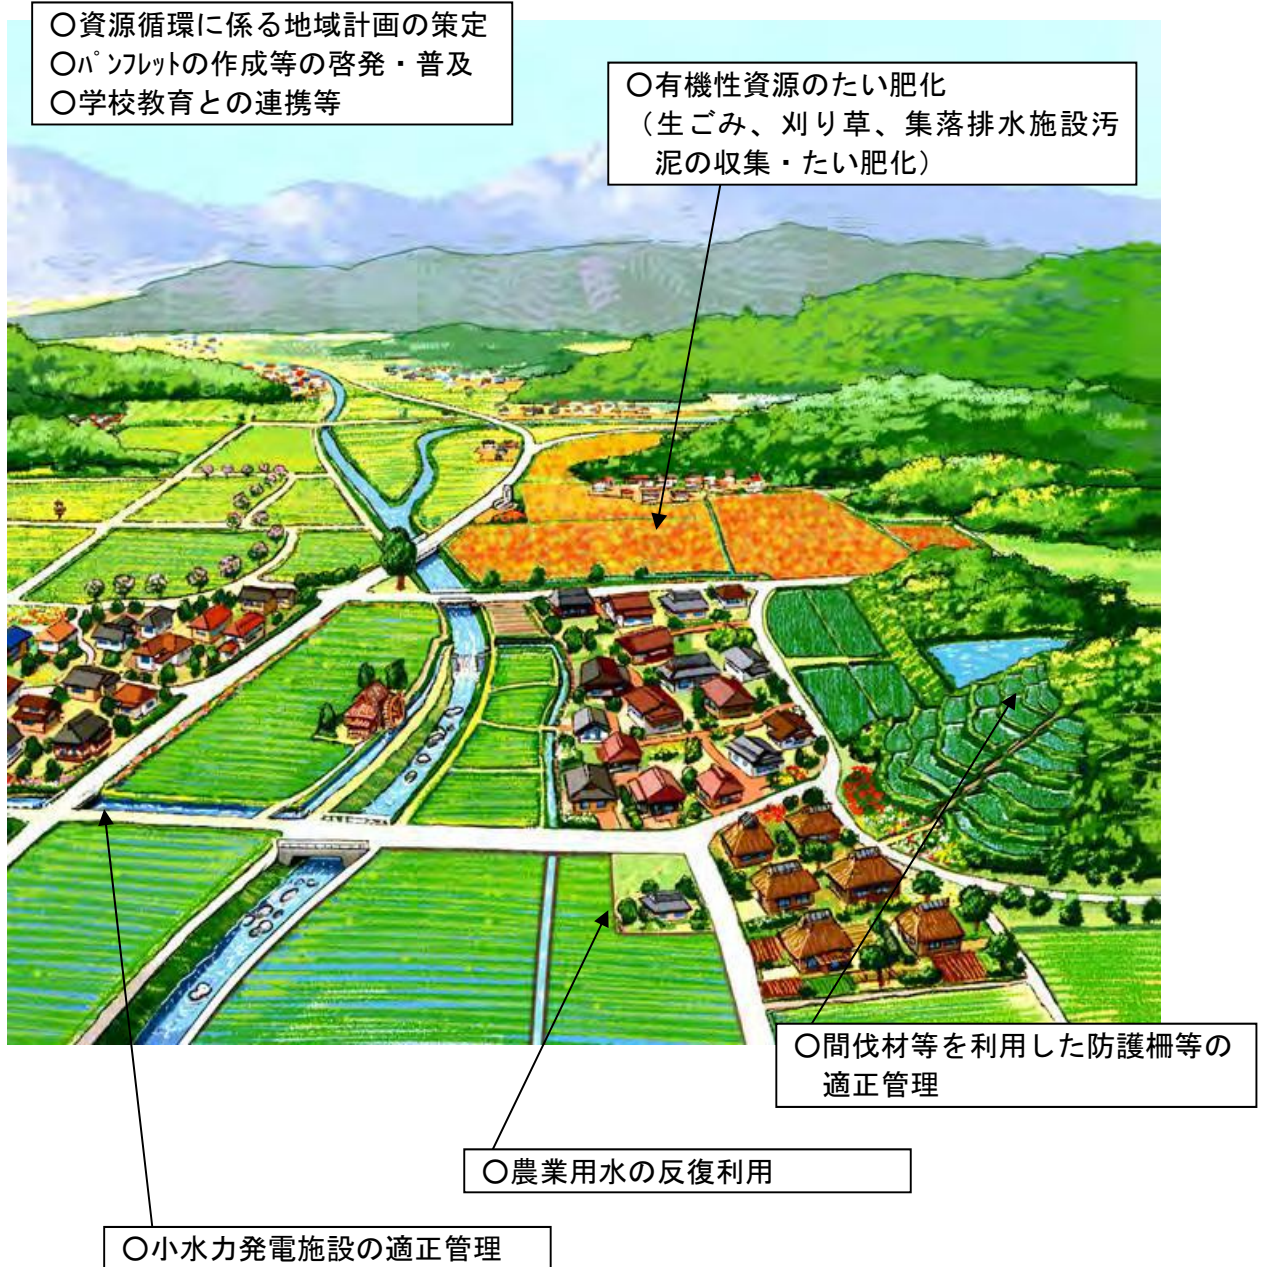 ○資源循環に係る地域計画の策定
○パンフレットの作成等の啓発・普及
○学校教育との連携等
○有機性資源のたい肥化
（生ごみ、刈り草、集落排水施設汚
泥の収集・たい肥化）
○間伐材等を利用した防護柵等の
適正管理
○農業用水の反復利用
○小水力発電施設の適正管理